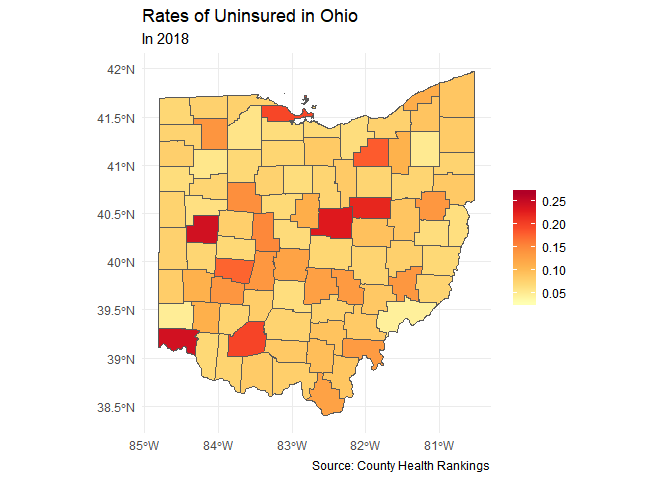 Rates of Uninsured in Ohio
In 2018
42°N
41.5°N
41°N
40.5°N
40°N
39.5°N
39°N
38.5°N
85°W 84°W 83°W 82°W 81°W
0.25
0.20
0.15
0.10
0.05
Source: County Health Rankings